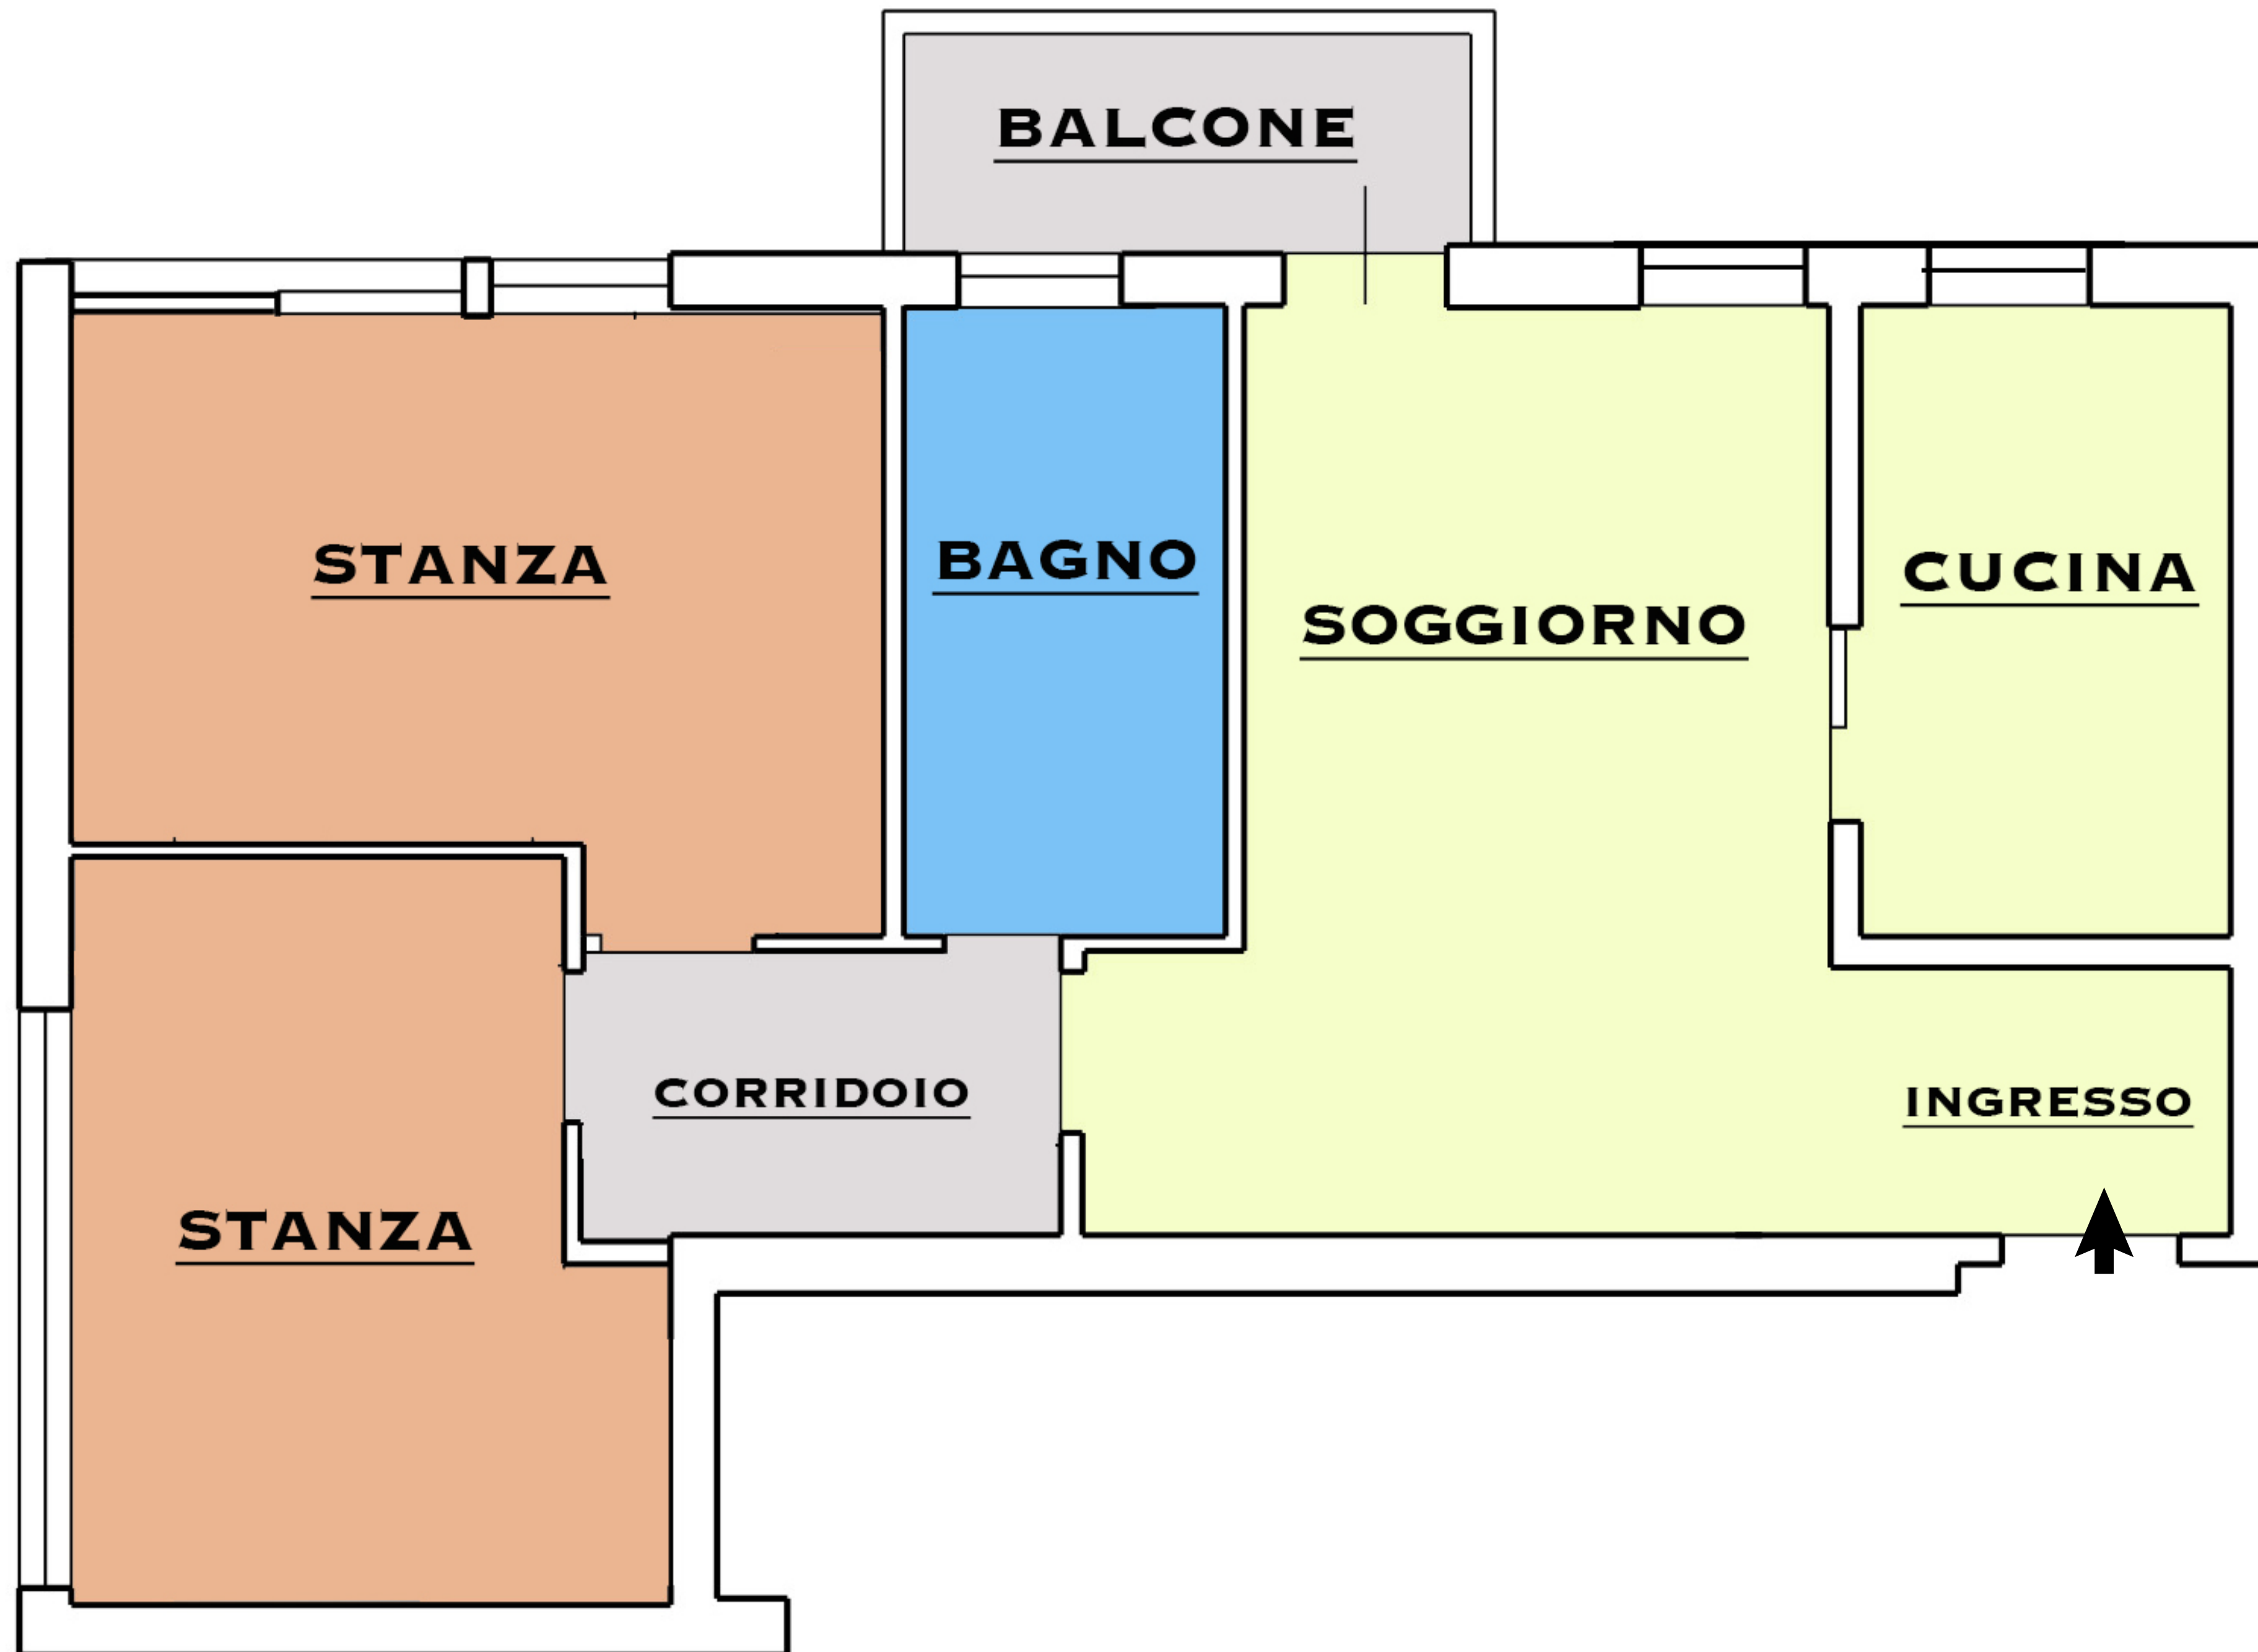 BALCONE
STANZA
BAGNO
SOGGIORNO
CUCINA
CORRIDOIO
INGRESSO
STANZA